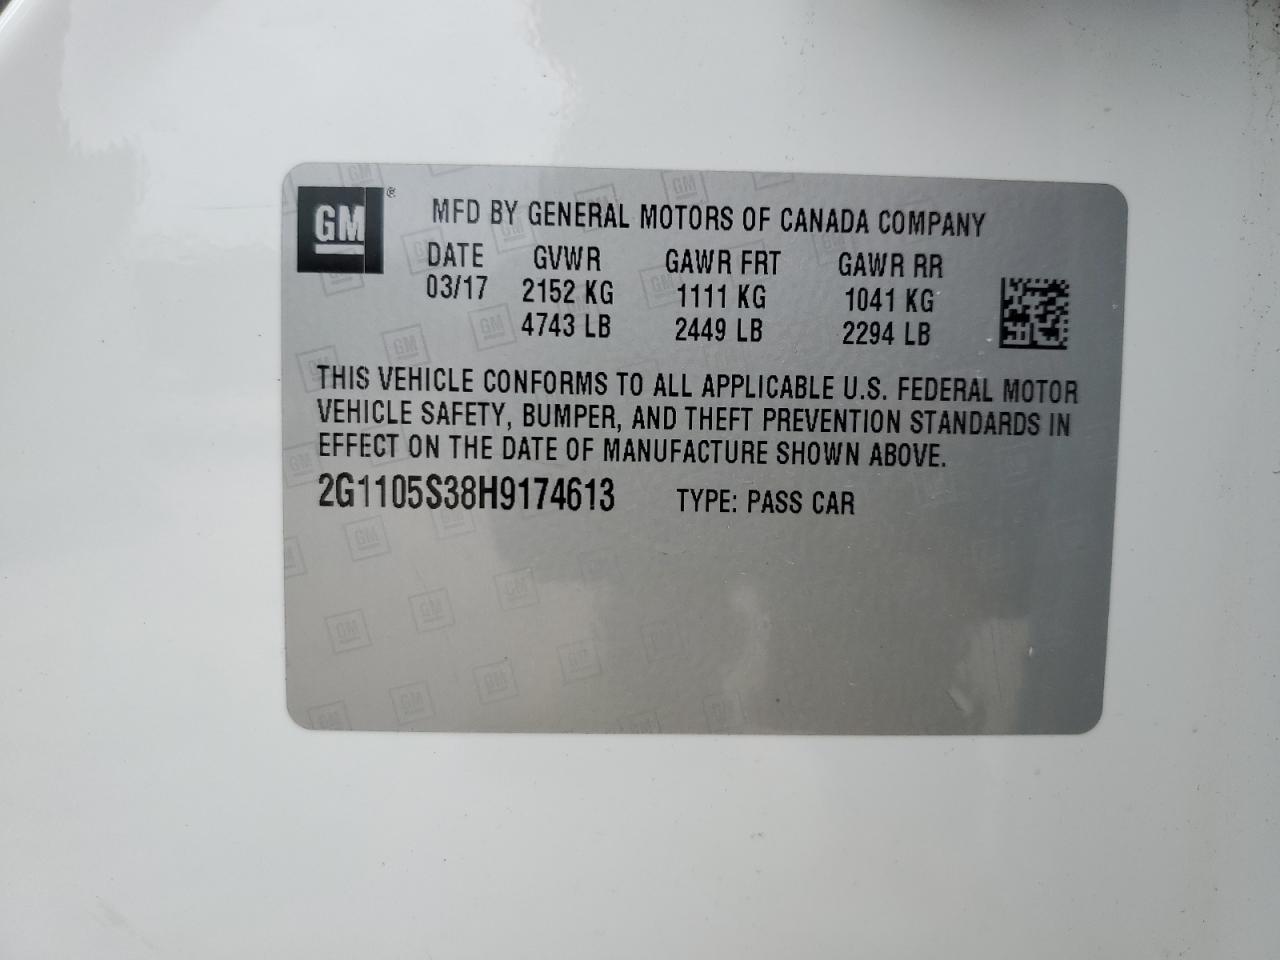 GM®
MFD BY GENERAL MOTORS OF CANADA COMPANY
DATE GVWR GAWR FRT GAWR RR
03/17 2152 KG 1111 KG 1041 KG
4743 LB 2449 LB 2294 LB
THIS VEHICLE CONFORMS TO ALL APPLICABLE U.S. FEDERAL MOTOR
VEHICLE SAFETY, BUMPER, AND THEFT PREVENTION STANDARDS IN
EFFECT ON THE DATE OF MANUFACTURE SHOWN ABOVE.
2G1105S38H9174613 TYPE: PASS CAR